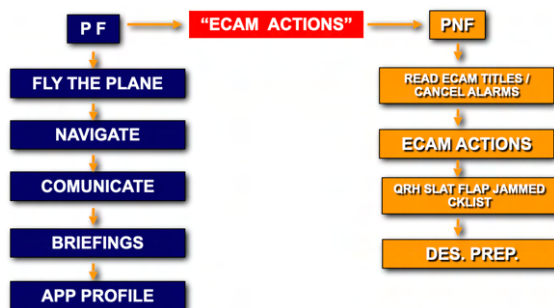 P F
"ECAM ACTIONS"
PNF
FLY THE PLANE
NAVIGATE
COMUNICATE
BRIEFINGS
APP PROFILE
READ ECAM TITLES /
CANCEL ALARMS
ECAM ACTIONS
QRH SLAT FLAP JAMMED
CKLIST
DES. PREP.